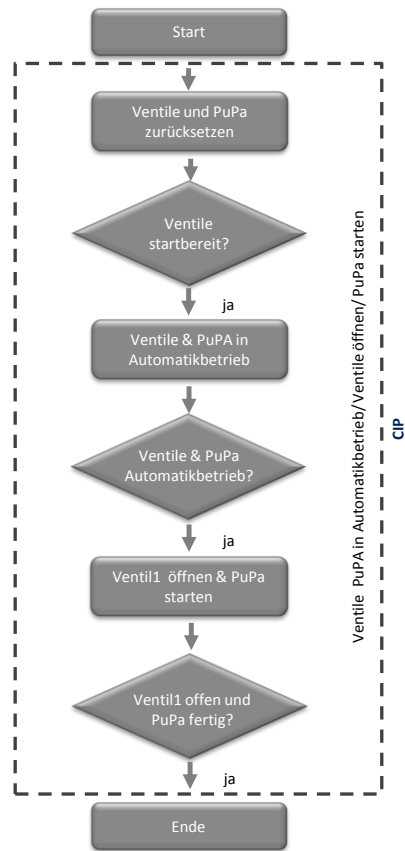 Start
Ventile und PuPa
zurücksetzen
Ventile
startbereit?
ja
Ventile & PuPA in
Automatikbetrieb
Ventile & PuPa
Automatikbetrieb?
ja
Ventil1 öffnen & PuPa
starten
Ventil1 offen und
PuPa fertig?
ja
Ende
Ventile PuPA in Automatikbetrieb/ Ventile öffnen/ PuPa starten
CIP